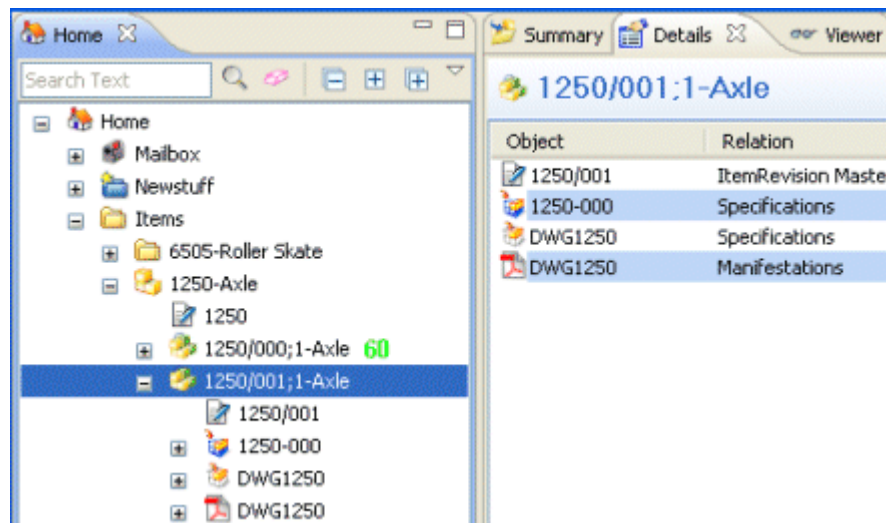 Home
Search Text
Home
Mailbox
Newstuff
Items
6505-Roller Skate
1250-Axle
1250
1250/000;1-Axle 60
1250/001;1-Axle
1250/001
1250-000
DWG1250
DWG1250
Summary Details Viewer
1250/001;1-Axle
Object Relation
1250/001 ItemRevision Maste
1250-000 Specifications
DWG1250 Specifications
DWG1250 Manifestations